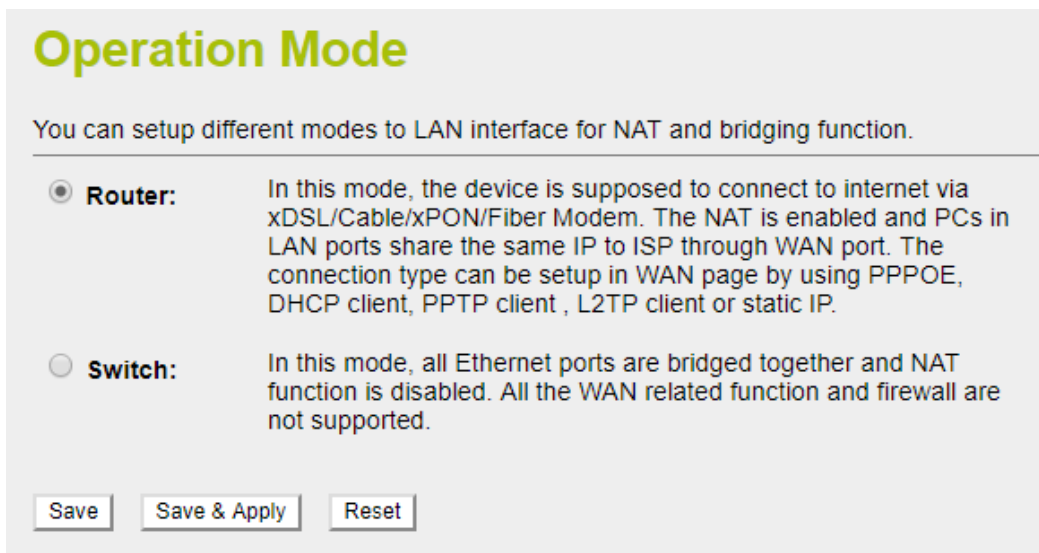 Operation Mode
You can setup different modes to LAN interface for NAT and bridging function.
Router:
In this mode, the device is supposed to connect to internet via
xDSL/Cable/xPON/Fiber Modem. The NAT is enabled and PCs in
LAN ports share the same IP to ISP through WAN port. The
connection type can be setup in WAN page by using PPPOE,
DHCP client, PPTP client , L2TP client or static IP.
Switch:
In this mode, all Ethernet ports are bridged together and NAT
function is disabled. All the WAN related function and firewall are
not supported.
Save Save & Apply Reset